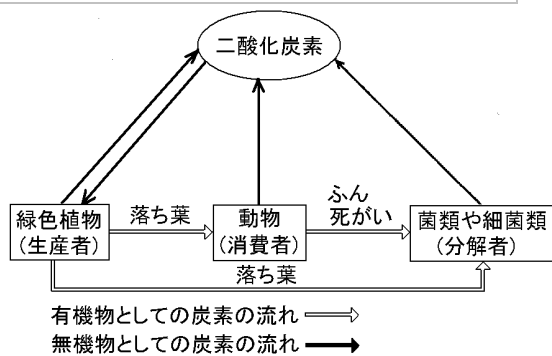 二酸化炭素
緑色植物
(生産者)
落ち葉
動物
(消費者)
ふん
死がい
菌類や細菌類
(分解者)
落ち葉
有機物としての炭素の流れ
無機物としての炭素の流れ